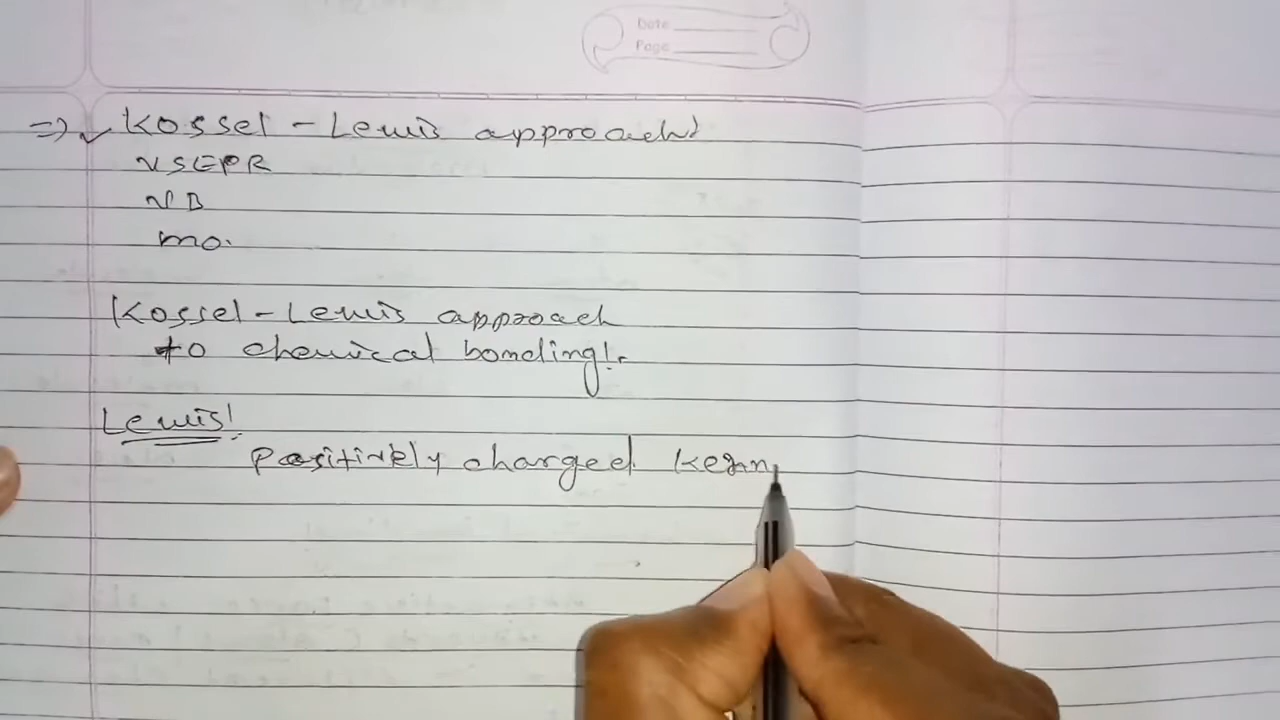 Date
Page
=> ✓ Kossel - Lewis approach:
VSEPR
VB
mo.
Kossel - Lewis approach
to chemical bonding:.
Lewis:
Positively charged kern